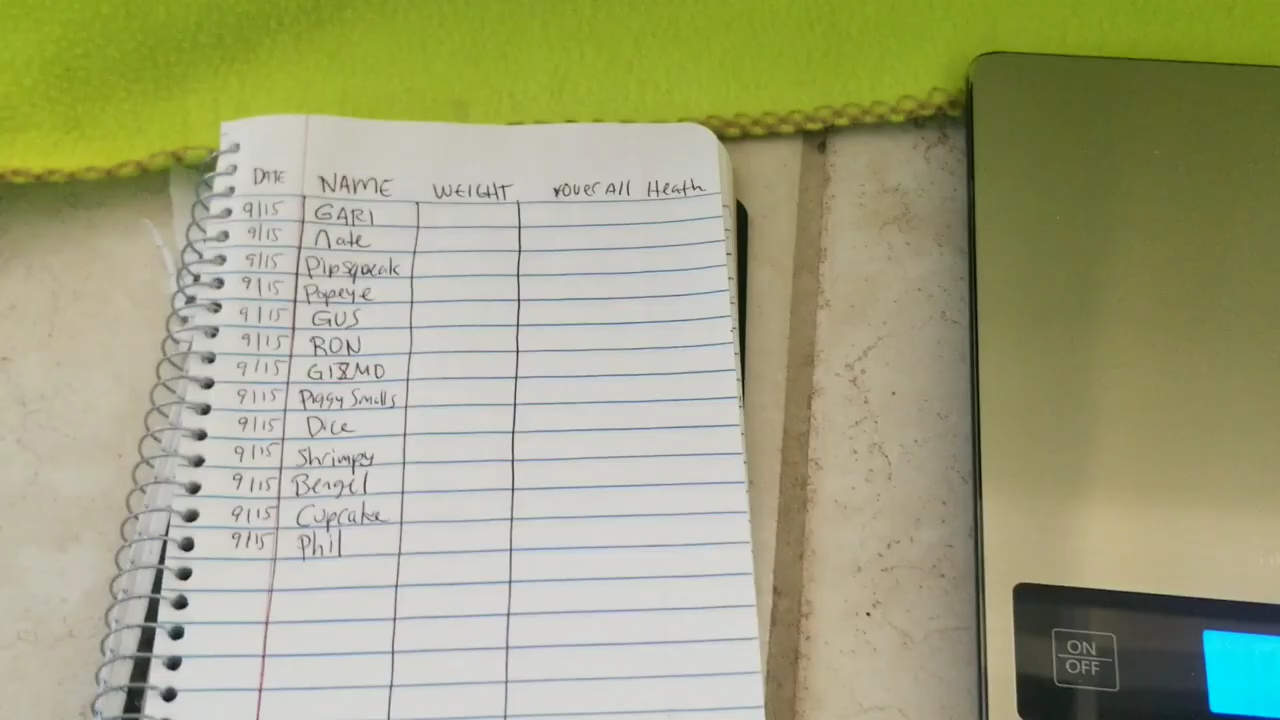 DATE NAME WEIGHT OverAll Heath
9/15 GARI
9/15 Nate
9/15 Pipsqueak
9/15 Popeye
9/15 GUS
9/15 RON
9/15 GIZMO
9/15 Piggy Smalls
9/15 Dice
9/15 Shrimpy
9/15 Bengil
9/15 Cupcake
9/15 Phil
ON
OFF